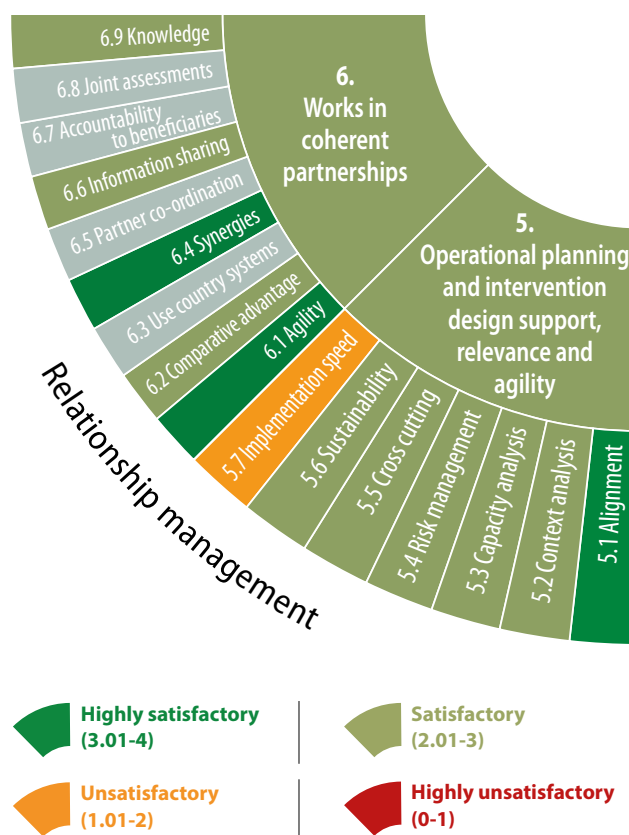 6.9 Knowledge
6.8 Joint assessments
6.7 Accountability
to beneficiaries
6.6 Information sharing
6.5 Partner co-ordination
6.4 Synergies
6.3 Use country systems
6.2 Comparative advantage
6.1 Agility
6.
Works in
coherent
partnerships
5.
Operational planning
and intervention
design support,
relevance and
agility
5.7 Implementation speed
5.6 Sustainability
5.5 Cross cutting
5.4 Risk management
5.3 Capacity analysis
5.2 Context analysis
5.1 Alignment
Relationship management
Highly satisfactory
(3.01-4)
Satisfactory
(2.01-3)
Unsatisfactory
(1.01-2)
Highly unsatisfactory
(0-1)